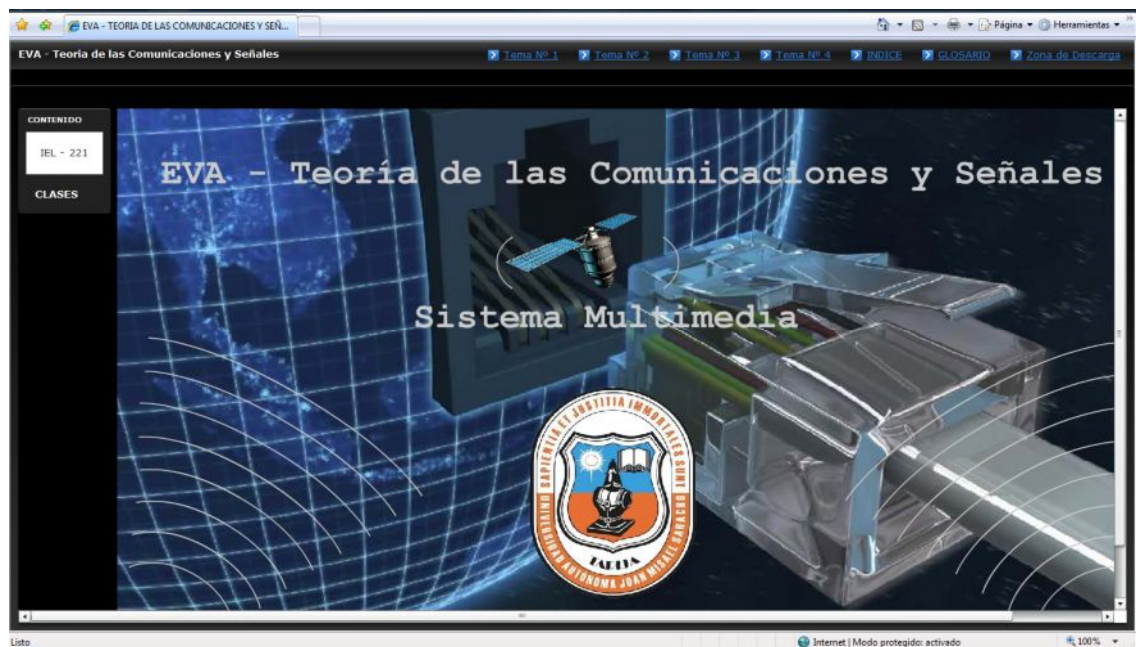 EVA - TEORIA DE LAS COMUNICACIONES Y SEÑ...
Página
Herramientas
EVA - Teoria de las Comunicaciones y Señales
Tema Nº 1
Tema Nº 2
Tema Nº 3
Tema Nº 4
INDICE
GLOSARIO
Zona de Descarga
CONTENIDO
IEL - 221
CLASES
EVA - Teoría de las Comunicaciones y Señales
Sistema Multimedia
SAPIENTIA ET JUSTITIA IMMORTALES SUNT
UNIVERSIDAD AUTONOMA JUAN MISAEL SARACHO
TARIJA
Listo
Internet | Modo protegido: activado
100%